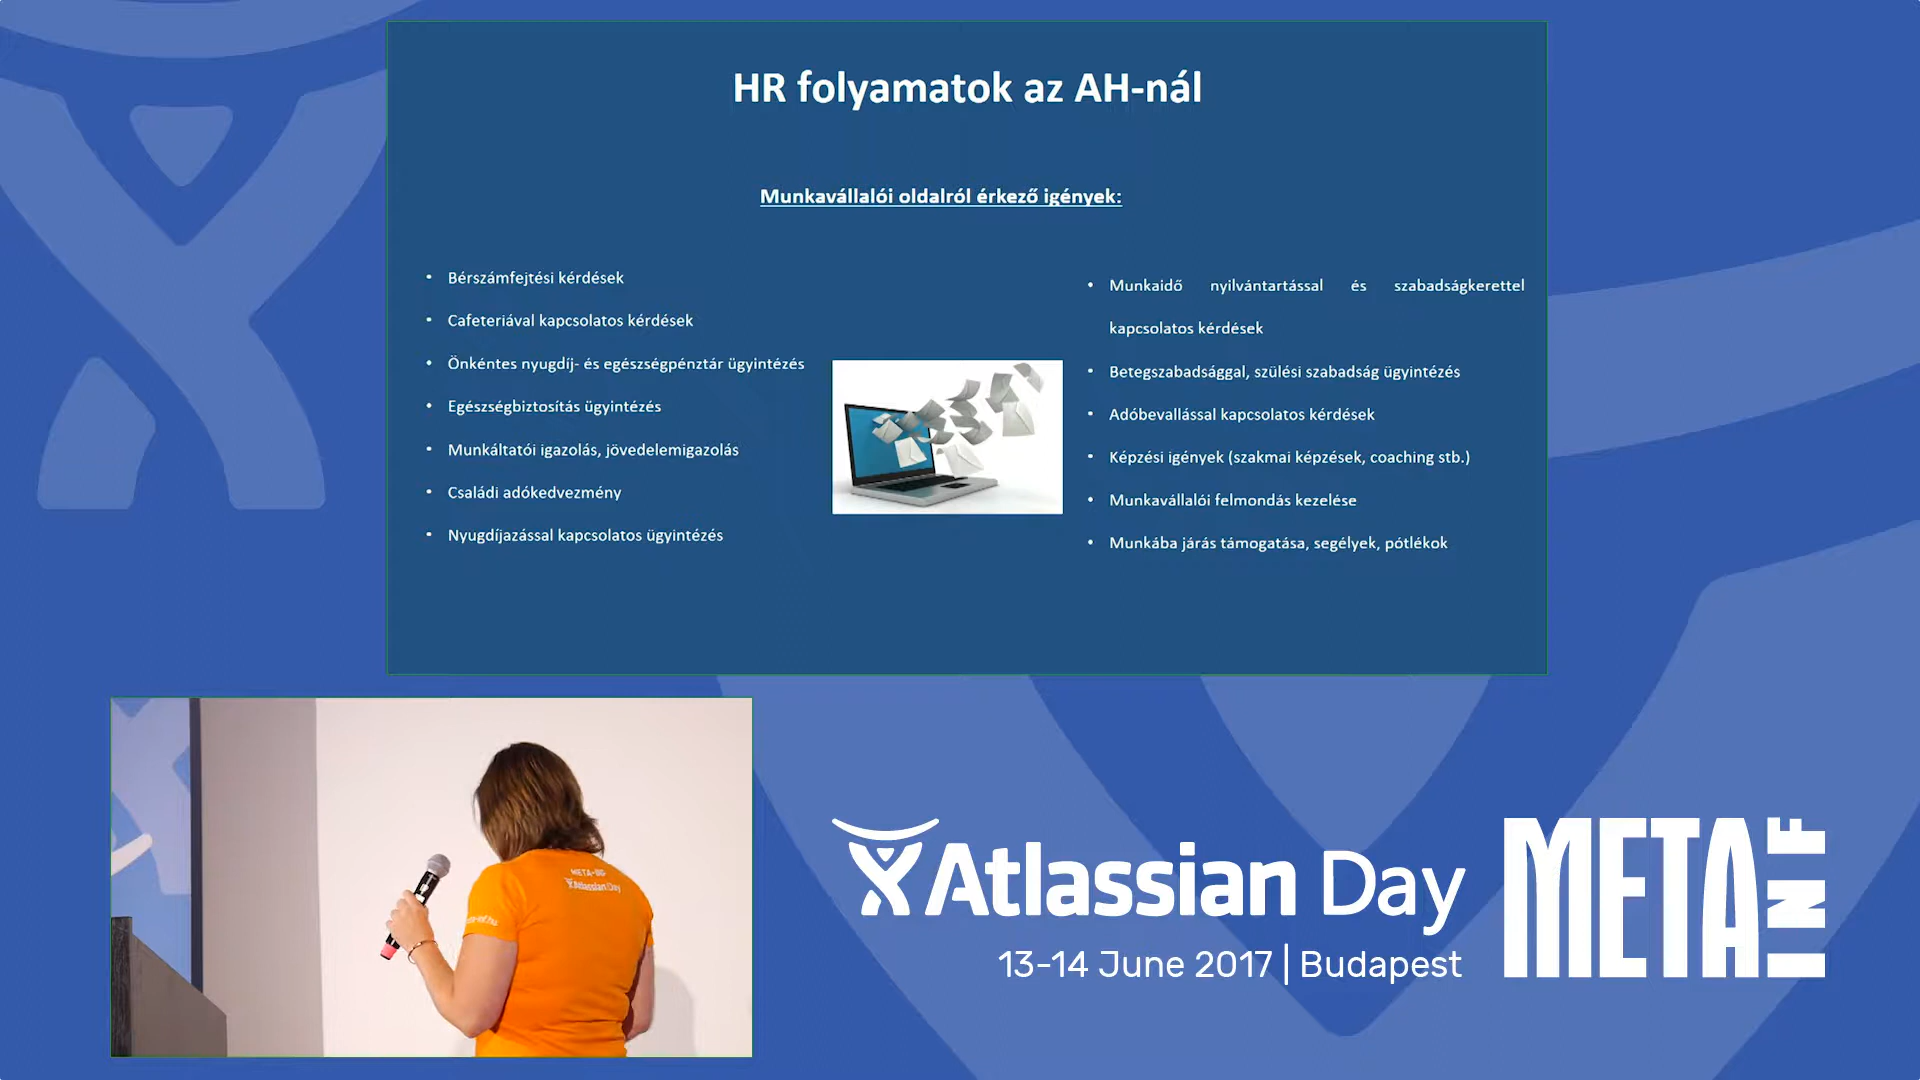 HR folyamatok az AH-nál
Munkavállalói oldalról érkező igények:
• Bérszámfejtési kérdések
• Cafeteriával kapcsolatos kérdések
• Önkéntes nyugdíj- és egészségpénztár ügyintézés
• Egészségbiztosítás ügyintézés
• Munkáltatói igazolás, jövedelemigazolás
• Családi adókedvezmény
• Nyugdíjazással kapcsolatos ügyintézés
• Munkaidő nyilvántartással és szabadságkerettel
kapcsolatos kérdések
• Betegszabadsággal, szülési szabadság ügyintézés
• Adóbevallással kapcsolatos kérdések
• Képzési igények (szakmai képzések, coaching stb.)
• Munkavállalói felmondás kezelése
• Munkába járás támogatása, segélyek, pótlékok
Atlassian Day
Atlassian Day
13-14 June 2017 | Budapest
META
INF